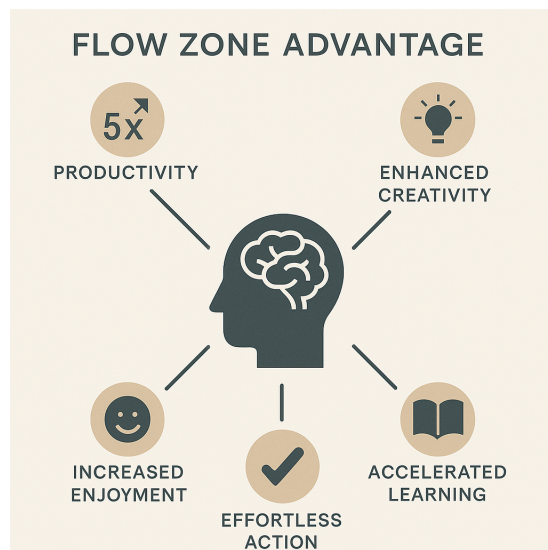 FLOW ZONE ADVANTAGE
5x
PRODUCTIVITY
ENHANCED
CREATIVITY
INCREASED
ENJOYMENT
EFFORTLESS
ACTION
ACCELERATED
LEARNING